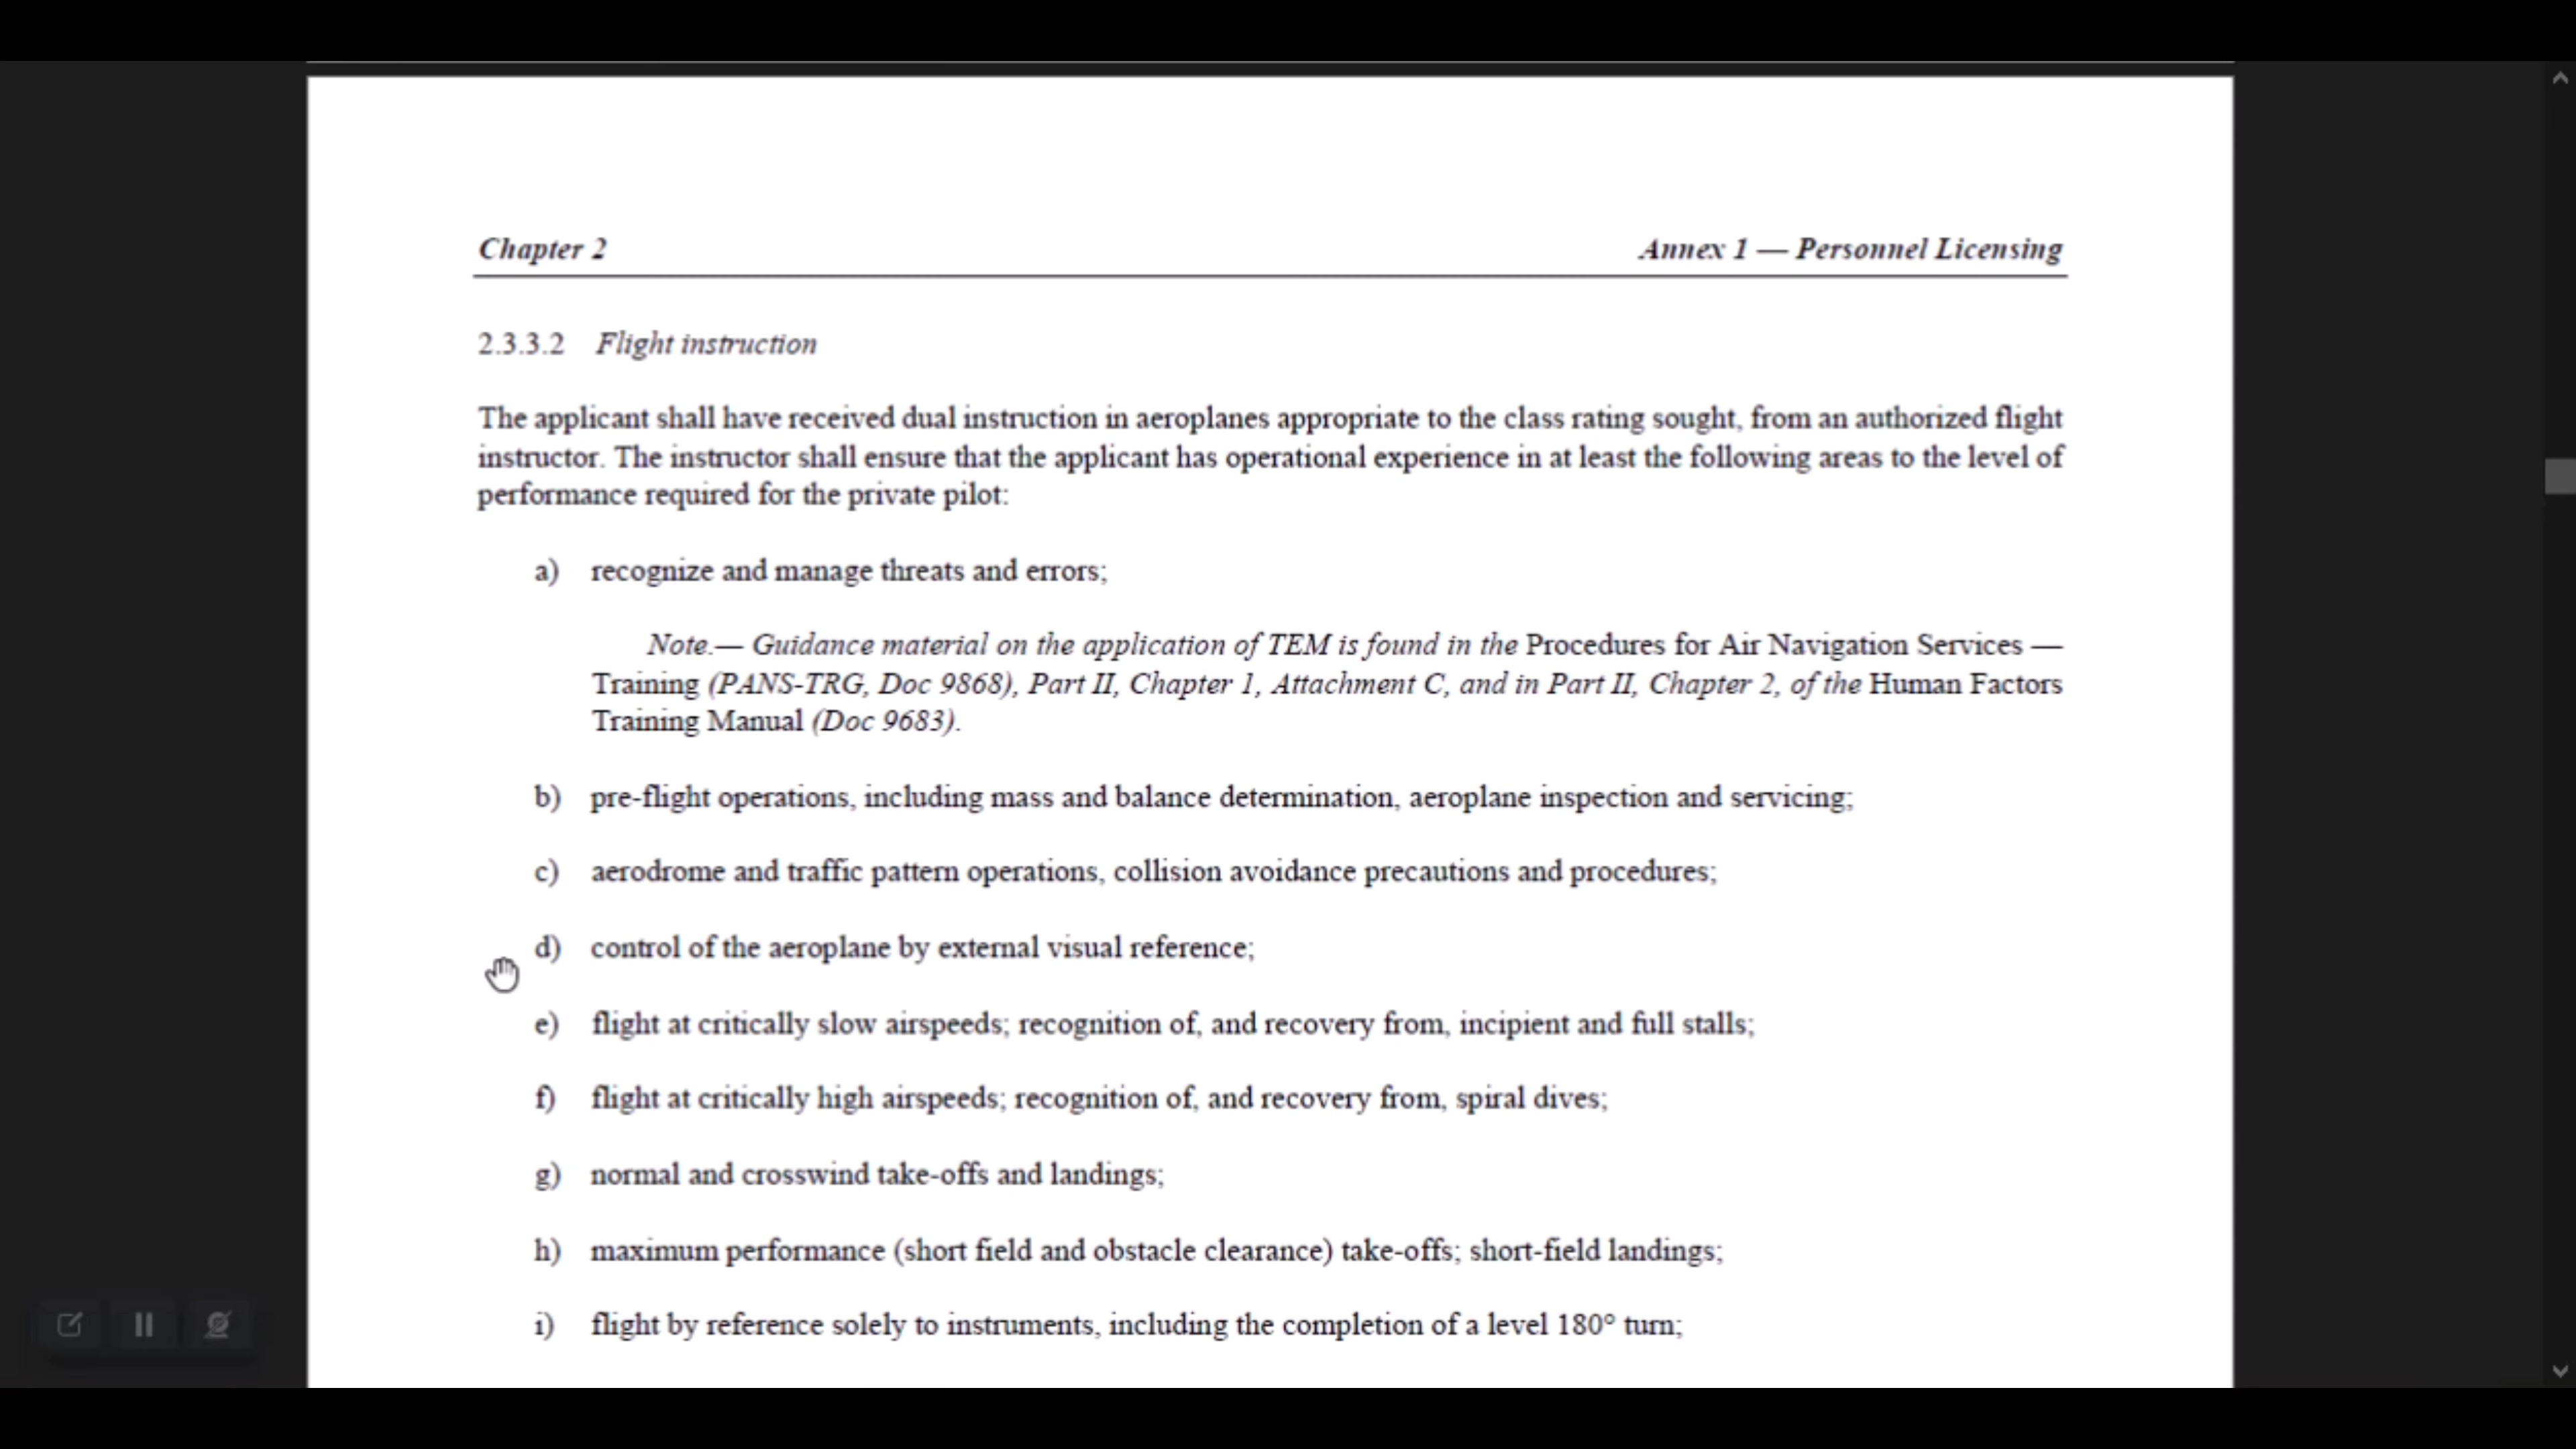 Chapter 2
Annex 1 — Personnel Licensing
2.3.3.2 Flight instruction
The applicant shall have received dual instruction in aeroplanes appropriate to the class rating sought, from an authorized flight
instructor. The instructor shall ensure that the applicant has operational experience in at least the following areas to the level of
performance required for the private pilot:
a) recognize and manage threats and errors;
Note.— Guidance material on the application of TEM is found in the Procedures for Air Navigation Services —
Training (PANS-TRG, Doc 9868), Part II, Chapter 1, Attachment C, and in Part II, Chapter 2, of the Human Factors
Training Manual (Doc 9683).
b) pre-flight operations, including mass and balance determination, aeroplane inspection and servicing;
c) aerodrome and traffic pattern operations, collision avoidance precautions and procedures;
d) control of the aeroplane by external visual reference;
e) flight at critically slow airspeeds; recognition of, and recovery from, incipient and full stalls;
f) flight at critically high airspeeds; recognition of, and recovery from, spiral dives;
g) normal and crosswind take-offs and landings;
h) maximum performance (short field and obstacle clearance) take-offs; short-field landings;
i) flight by reference solely to instruments, including the completion of a level 180° turn;